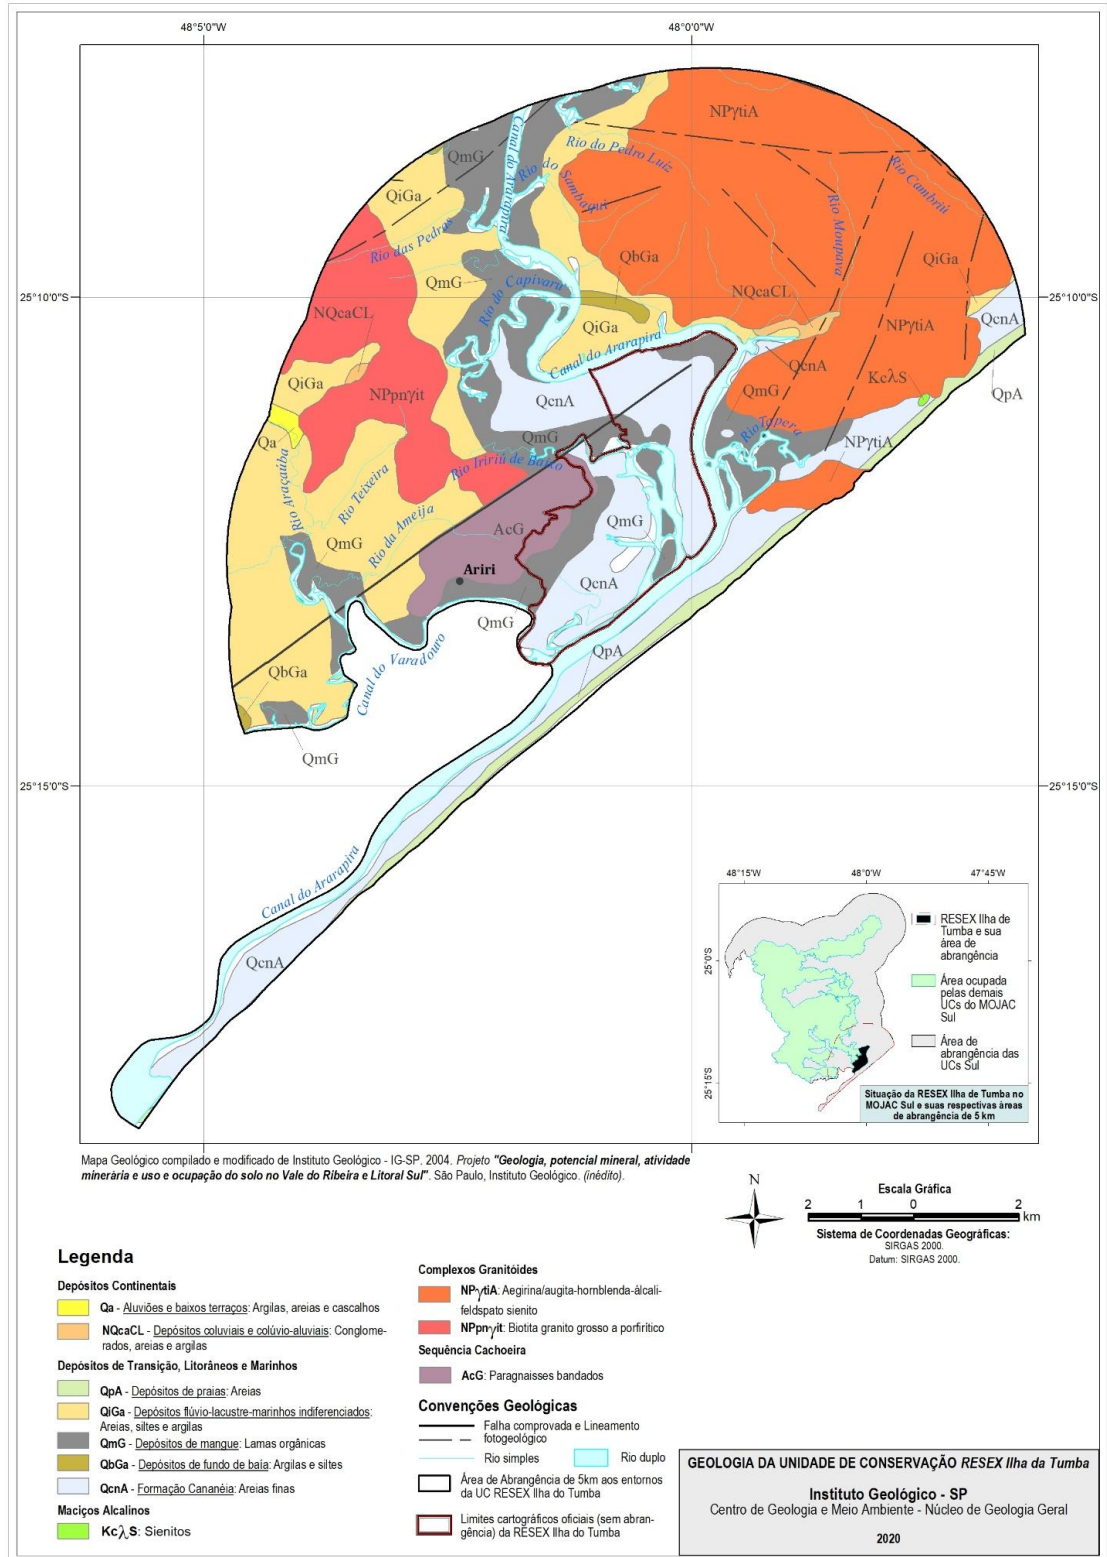 48°5'0"W
48°0'0"W
NPγtiA
QmG
Canal do Ararapira
Rio do Pedro Luíz
Rio do Sambaqui
Rio Cambriú
QiGa
Rio das Pedras
Rio Monpava
QbGa
QiGa
QmG
Rio do Capivaru
NQcaCL
25°10'0"S
25°10'0"S
NQcaCL
QiGa
NPγtiA
QcnA
Canal do Ararapira
QcnA
QiGa
NPpnγit
KcλS
QpA
QcnA
QmG
QmG
Rio Tapera
Qa
NPγtiA
Rio Iririú de Baixo
Rio Araçaúba
Rio Teixeira
QmG
Rio da Ameija
AcG
QmG
Ariri
QcnA
QmG
QpA
Canal do Varadouro
QbGa
QmG
25°15'0"S
25°15'0"S
Canal do Ararapira
QcnA
48°15'W
48°0'W
47°45'W
25°0'S
25°15'S
RESEX Ilha de
Tumba e sua
área de
abrangência
Área ocupada
pelas demais
UCs do MOJAC
Sul
Área de
abrangência das
UCs Sul
Situação da RESEX Ilha de Tumba no
MOJAC Sul e suas respectivas áreas
de abrangência de 5 km
Mapa Geológico compilado e modificado de Instituto Geológico - IG-SP. 2004. Projeto "Geologia, potencial mineral, atividade
minerária e uso e ocupação do solo no Vale do Ribeira e Litoral Sul". São Paulo, Instituto Geológico. (inédito).
N
Escala Gráfica
2 1 0 2
km
Sistema de Coordenadas Geográficas:
SIRGAS 2000.
Datum: SIRGAS 2000.
Legenda
Depósitos Continentais
Qa - Aluviões e baixos terraços: Argilas, areias e cascalhos
NQcaCL - Depósitos coluviais e colúvio-aluviais: Conglome-
rados, areias e argilas
Depósitos de Transição, Litorâneos e Marinhos
QpA - Depósitos de praias: Areias
QiGa - Depósitos flúvio-lacustre-marinhos indiferenciados:
Areias, siltes e argilas
QmG - Depósitos de mangue: Lamas orgânicas
QbGa - Depósitos de fundo de baía: Argilas e siltes
QcnA - Formação Cananéia: Areias finas
Maciços Alcalinos
KcλS: Sienitos
Complexos Granitóides
NPγtiA: Aegirina/augita-hornblenda-álcali-
feldspato sienito
NPpnγit: Biotita granito grosso a porfirítico
Sequência Cachoeira
AcG: Paragnaisses bandados
Convenções Geológicas
Falha comprovada e Lineamento
fotogeológico
Rio simples
Rio duplo
Área de Abrangência de 5km aos entornos
da UC RESEX Ilha do Tumba
Limites cartográficos oficiais (sem abran-
gência) da RESEX Ilha do Tumba
GEOLOGIA DA UNIDADE DE CONSERVAÇÃO RESEX Ilha da Tumba
Instituto Geológico - SP
Centro de Geologia e Meio Ambiente - Núcleo de Geologia Geral
2020